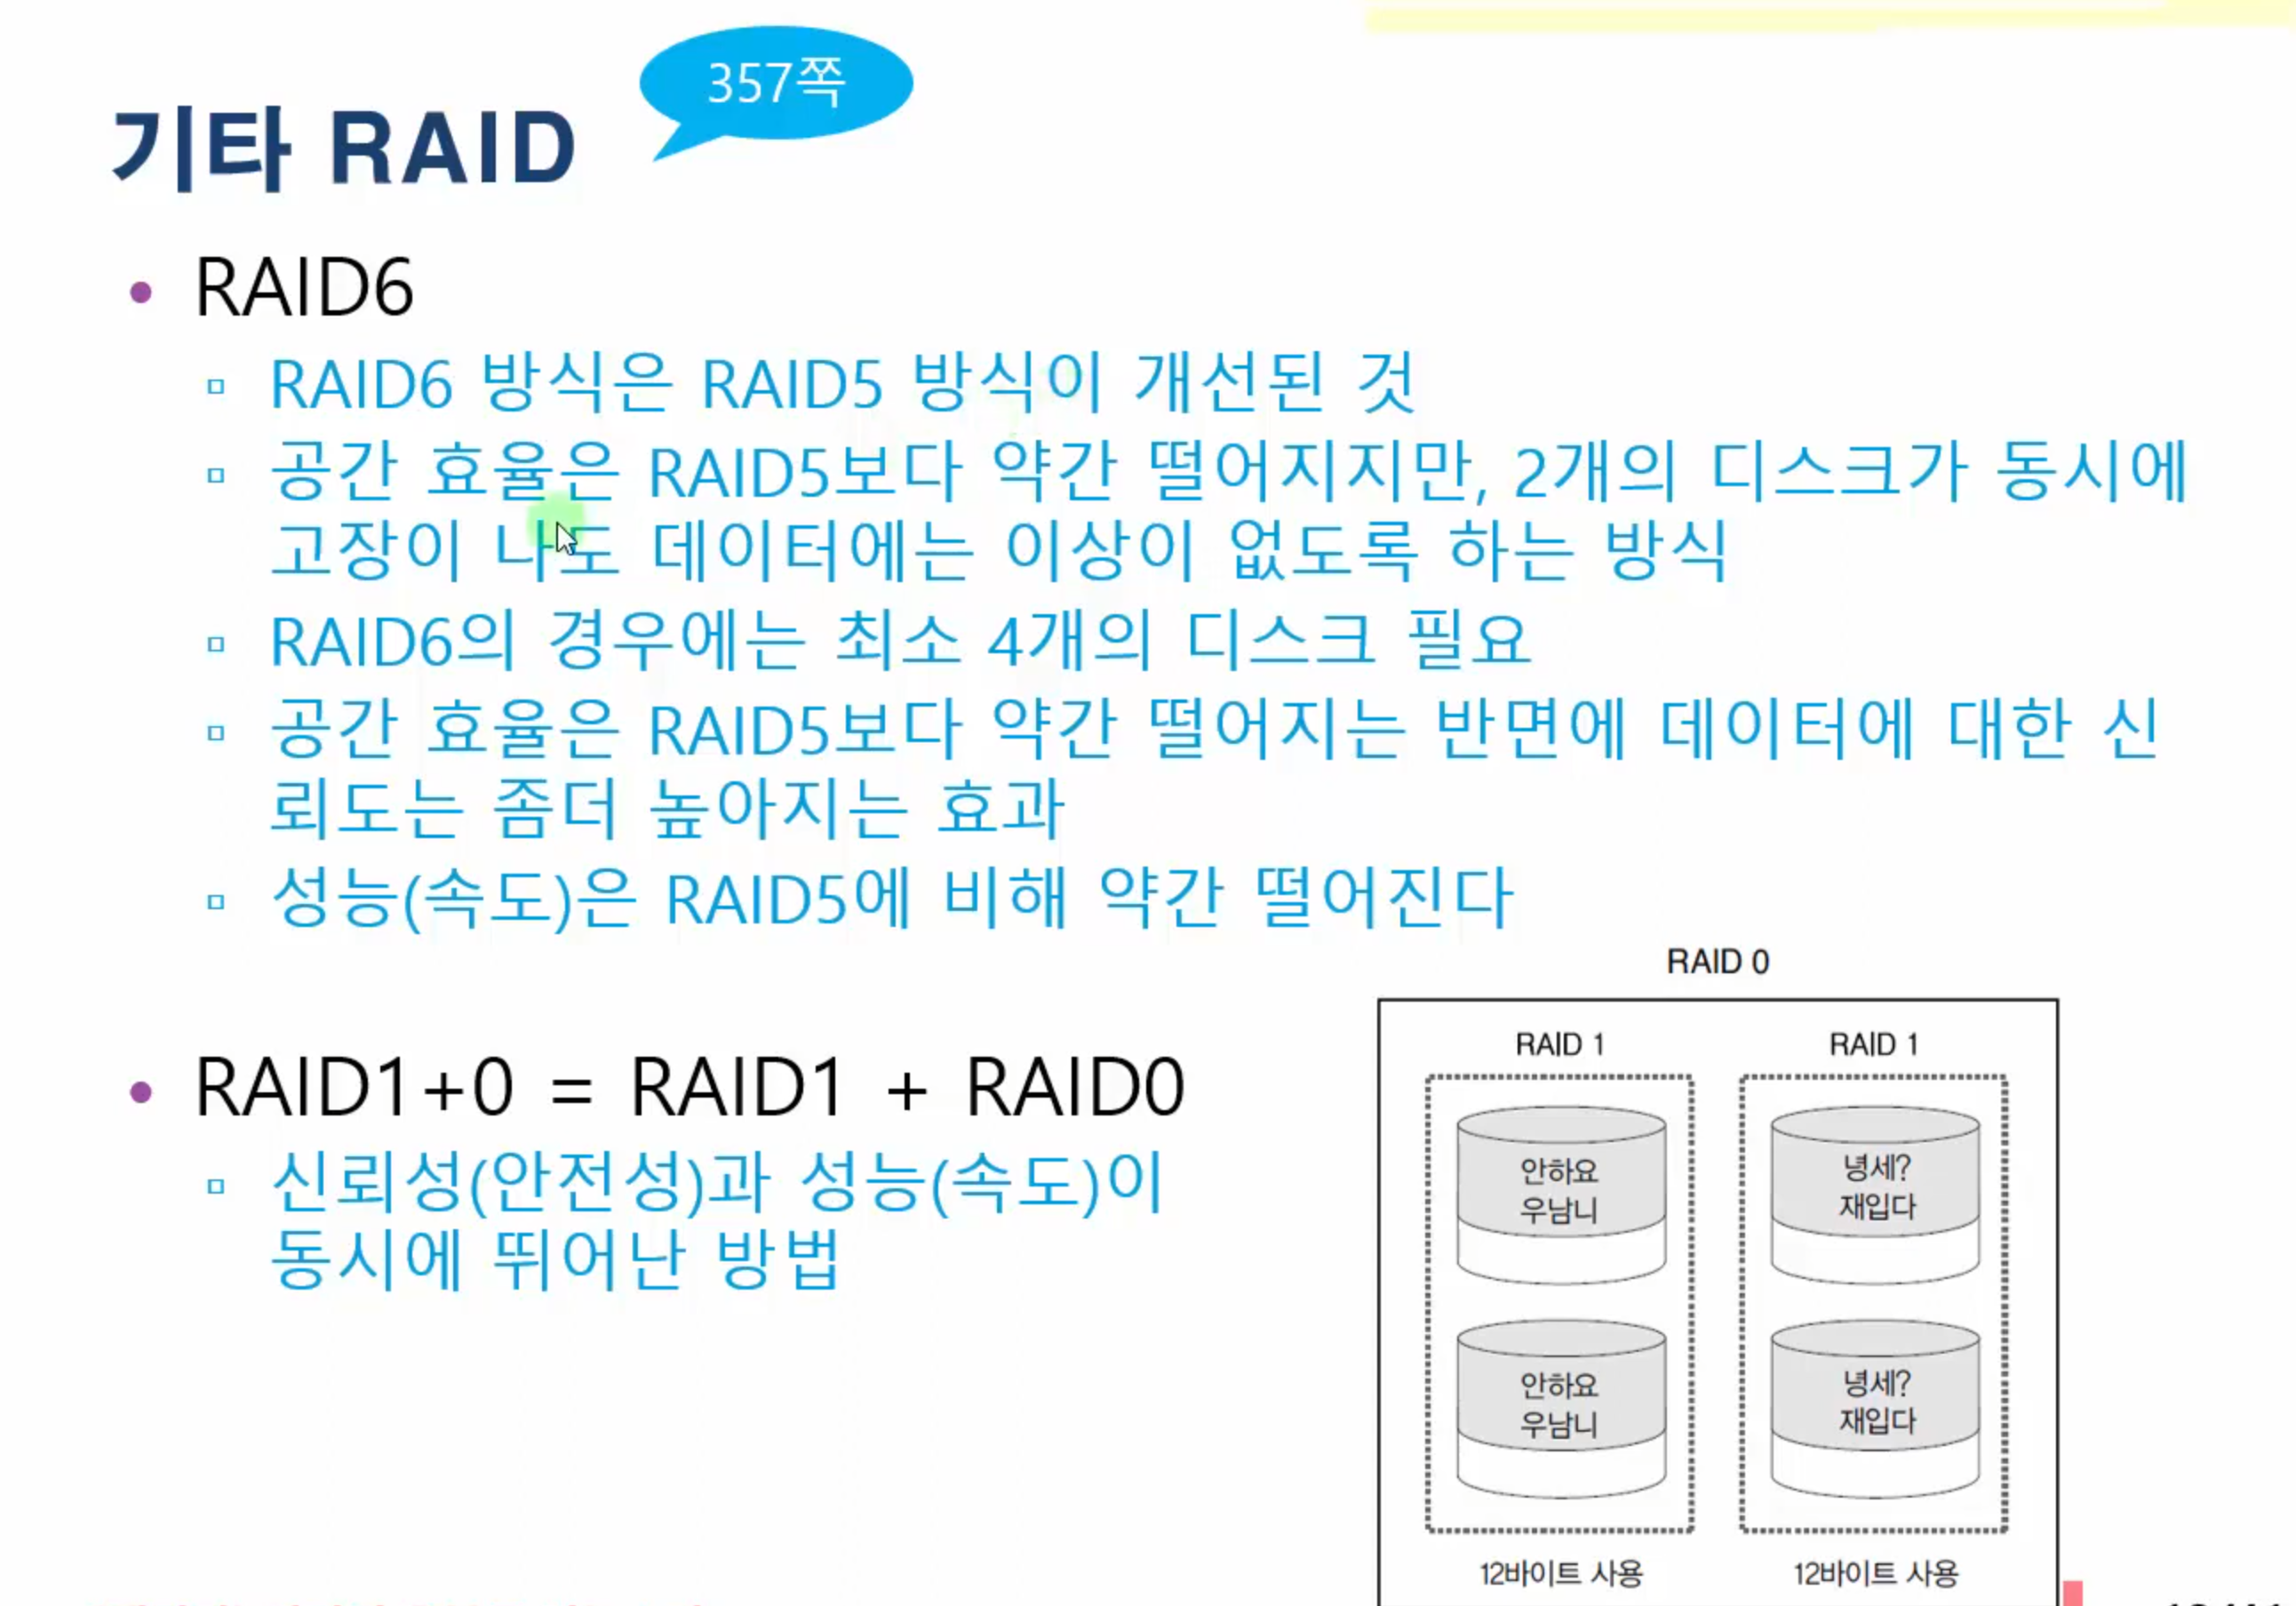 357쪽
기타 RAID
• RAID6
▫ RAID6 방식은 RAID5 방식이 개선된 것
▫ 공간 효율은 RAID5보다 약간 떨어지지만, 2개의 디스크가 동시에
고장이 나도 데이터에는 이상이 없도록 하는 방식
▫ RAID6의 경우에는 최소 4개의 디스크 필요
▫ 공간 효율은 RAID5보다 약간 떨어지는 반면에 데이터에 대한 신
뢰도는 좀더 높아지는 효과
▫ 성능(속도)은 RAID5에 비해 약간 떨어진다
• RAID1+0 = RAID1 + RAID0
▫ 신뢰성(안전성)과 성능(속도)이
동시에 뛰어난 방법
RAID 0
RAID 1
안하요
우남니
안하요
우남니
12바이트 사용
RAID 1
녕세?
재입다
녕세?
재입다
12바이트 사용